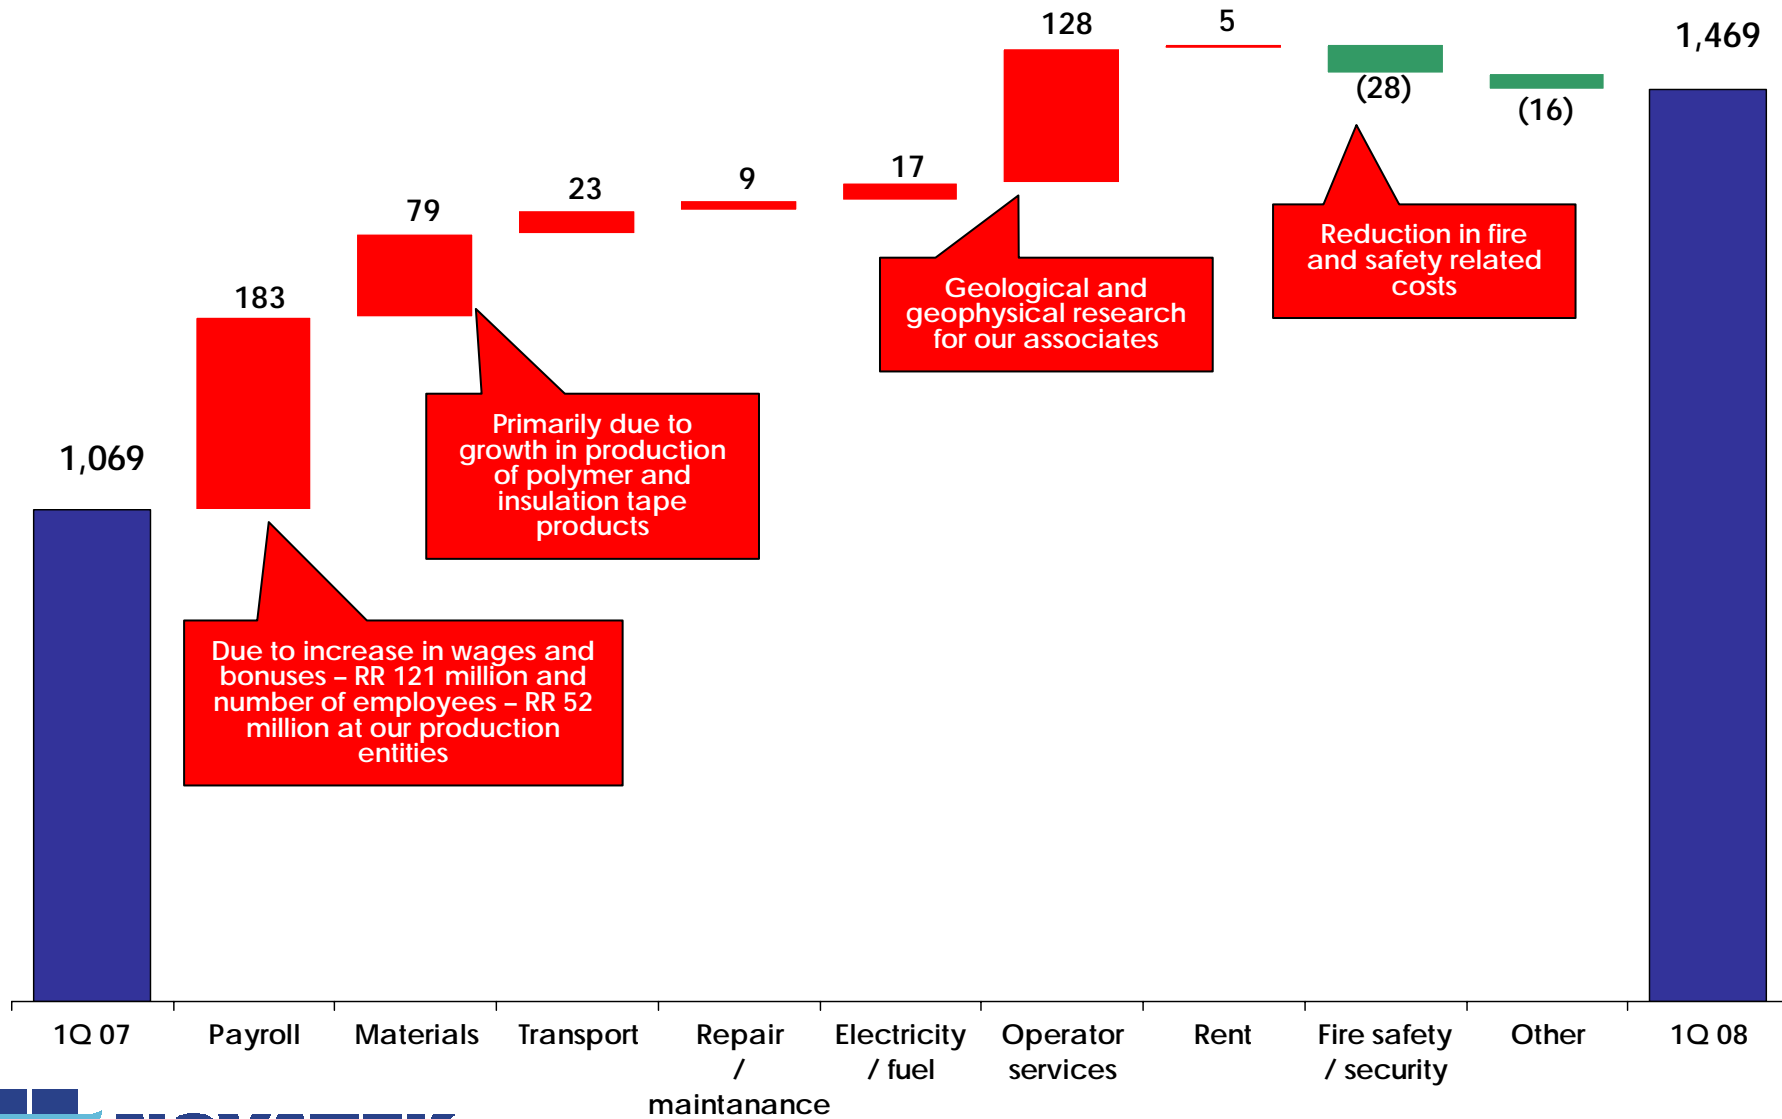 128
5
1,469
(28)
(16)
17
9
23
79
183
1,069
Reduction in fire
and safety related
costs
Geological and
geophysical research
for our associates
Primarily due to
growth in production
of polymer and
insulation tape
products
Due to increase in wages and
bonuses – RR 121 million and
number of employees – RR 52
million at our production
entities
1Q 07
Payroll
Materials
Transport
Repair
/
maintanance
Electricity
/ fuel
Operator
services
Rent
Fire safety
/ security
Other
1Q 08
NOVATEK